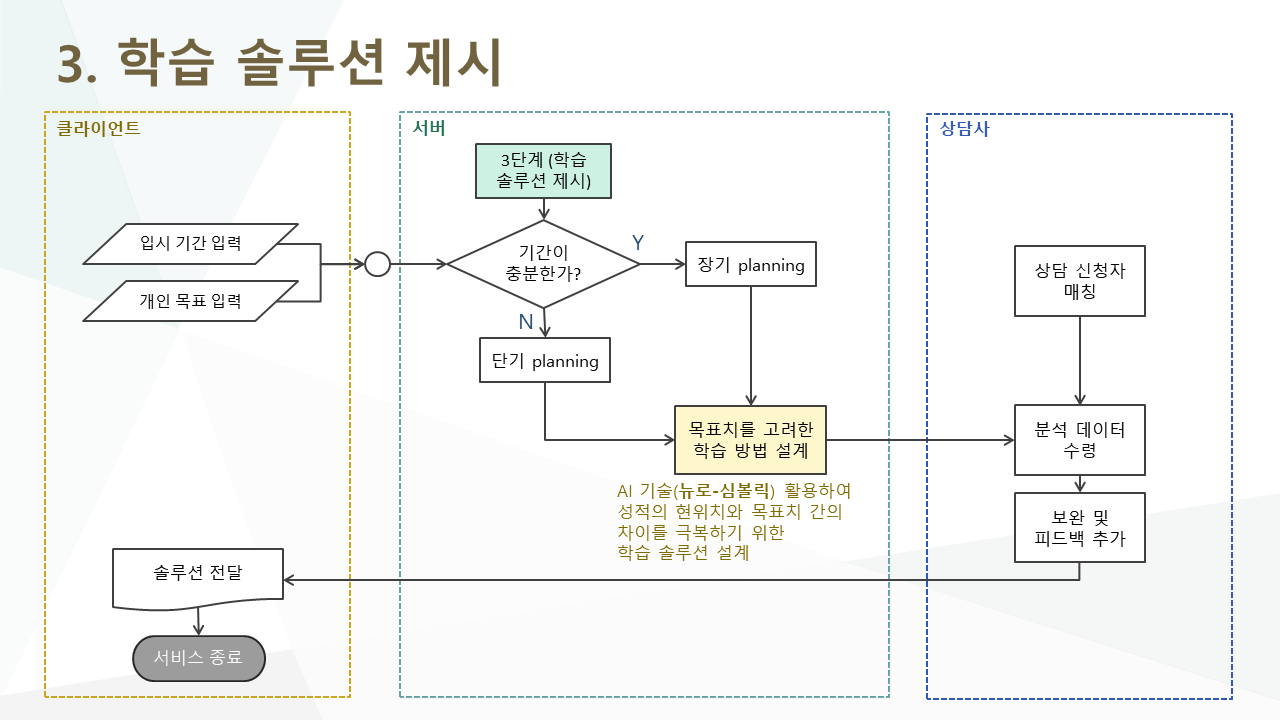 3. 학습 솔루션 제시
클라이언트
입시 기간 입력
개인 목표 입력
솔루션 전달
서비스 종료
서버
3단계 (학습
솔루션 제시)
기간이
충분한가?
Y
장기 planning
N
단기 planning
목표치를 고려한
학습 방법 설계
AI 기술(뉴로-심볼릭) 활용하여
성적의 현위치와 목표치 간의
차이를 극복하기 위한
학습 솔루션 설계
상담사
상담 신청자
매칭
분석 데이터
수령
보완 및
피드백 추가